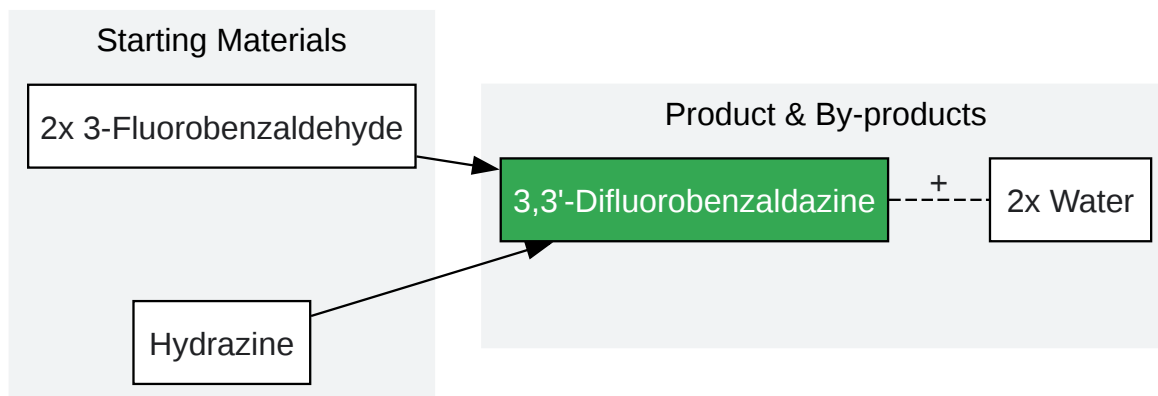 Starting Materials
2x 3-Fluorobenzaldehyde
Hydrazine
Product & By-products
3,3'-Difluorobenzaldazine
+
2x Water